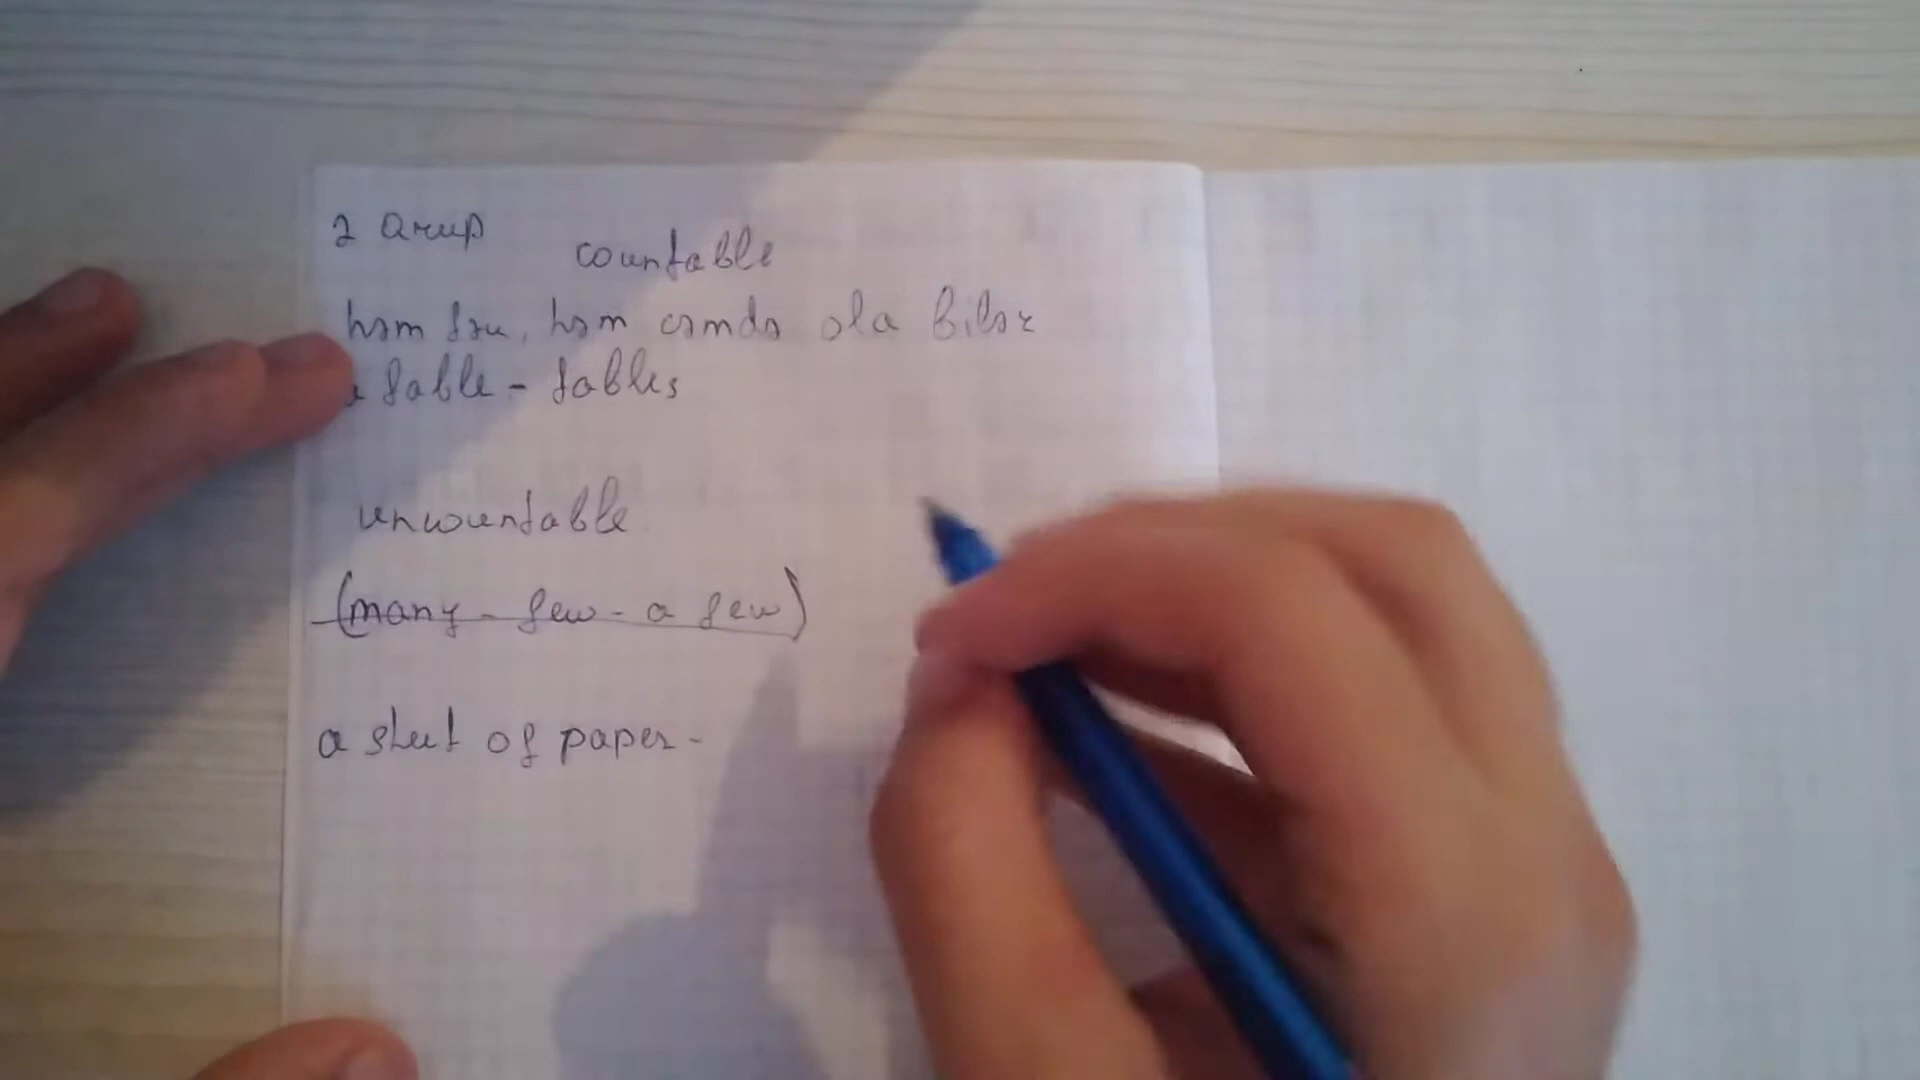 2 qrup
countable
həm tək, həm cəmdə ola bilər
a table - tables
uncountable
(many - few - a few)
a sheet of paper -